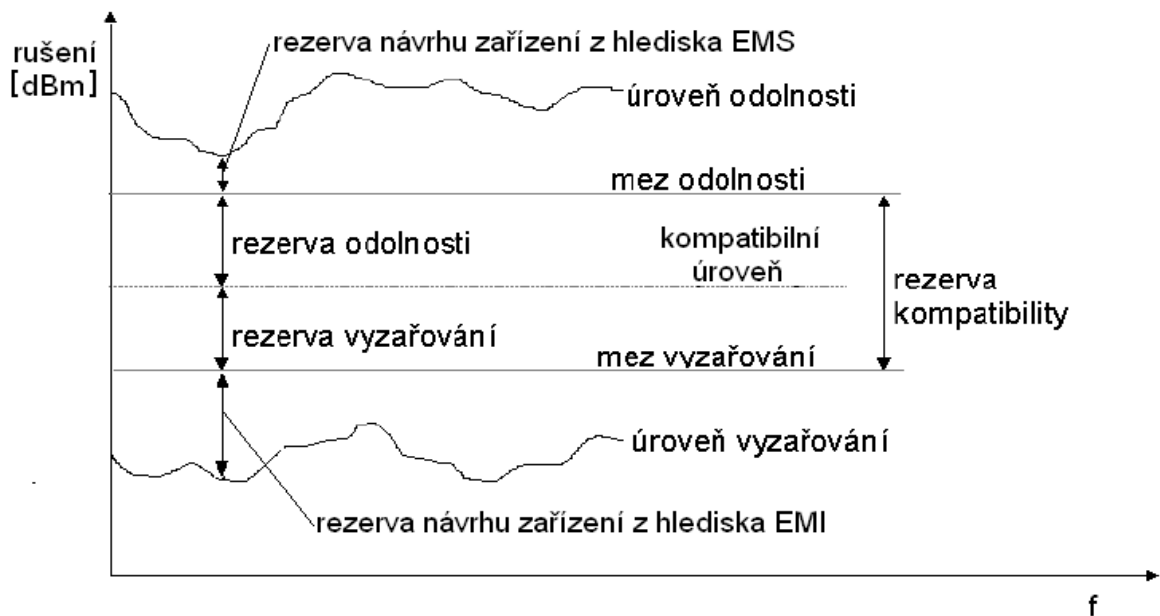 rušení
[dBm]
rezerva návrhu zařízení z hlediska EMS
úroveň odolnosti
mez odolnosti
rezerva odolnosti
kompatibilní
úroveň
rezerva
kompatibility
rezerva vyzařování
mez vyzařování
úroveň vyzařování
rezerva návrhu zařízení z hlediska EMI
f